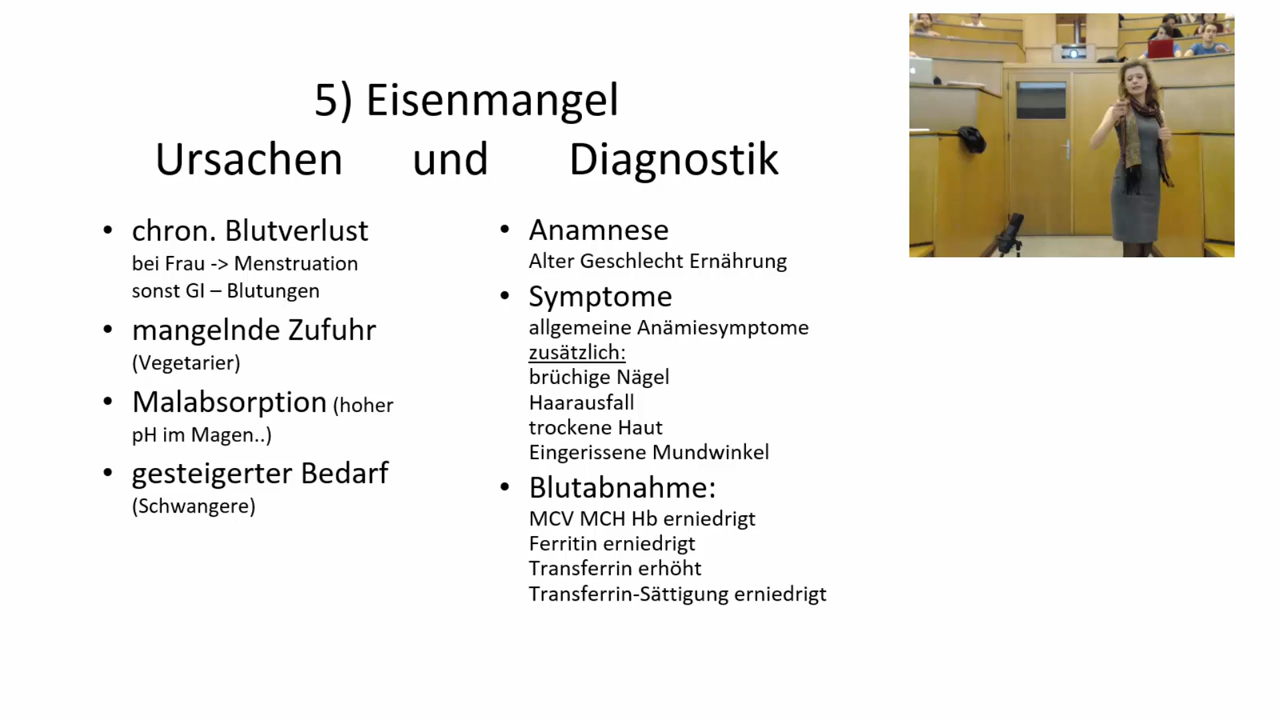 5) Eisenmangel
Ursachen und Diagnostik
• chron. Blutverlust
bei Frau -> Menstruation
sonst GI – Blutungen
• mangelnde Zufuhr
(Vegetarier)
• Malabsorption (hoher
pH im Magen..)
• gesteigerter Bedarf
(Schwangere)
• Anamnese
Alter Geschlecht Ernährung
• Symptome
allgemeine Anämiesymptome
zusätzlich:
brüchige Nägel
Haarausfall
trockene Haut
Eingerissene Mundwinkel
• Blutabnahme:
MCV MCH Hb erniedrigt
Ferritin erniedrigt
Transferrin erhöht
Transferrin-Sättigung erniedrigt